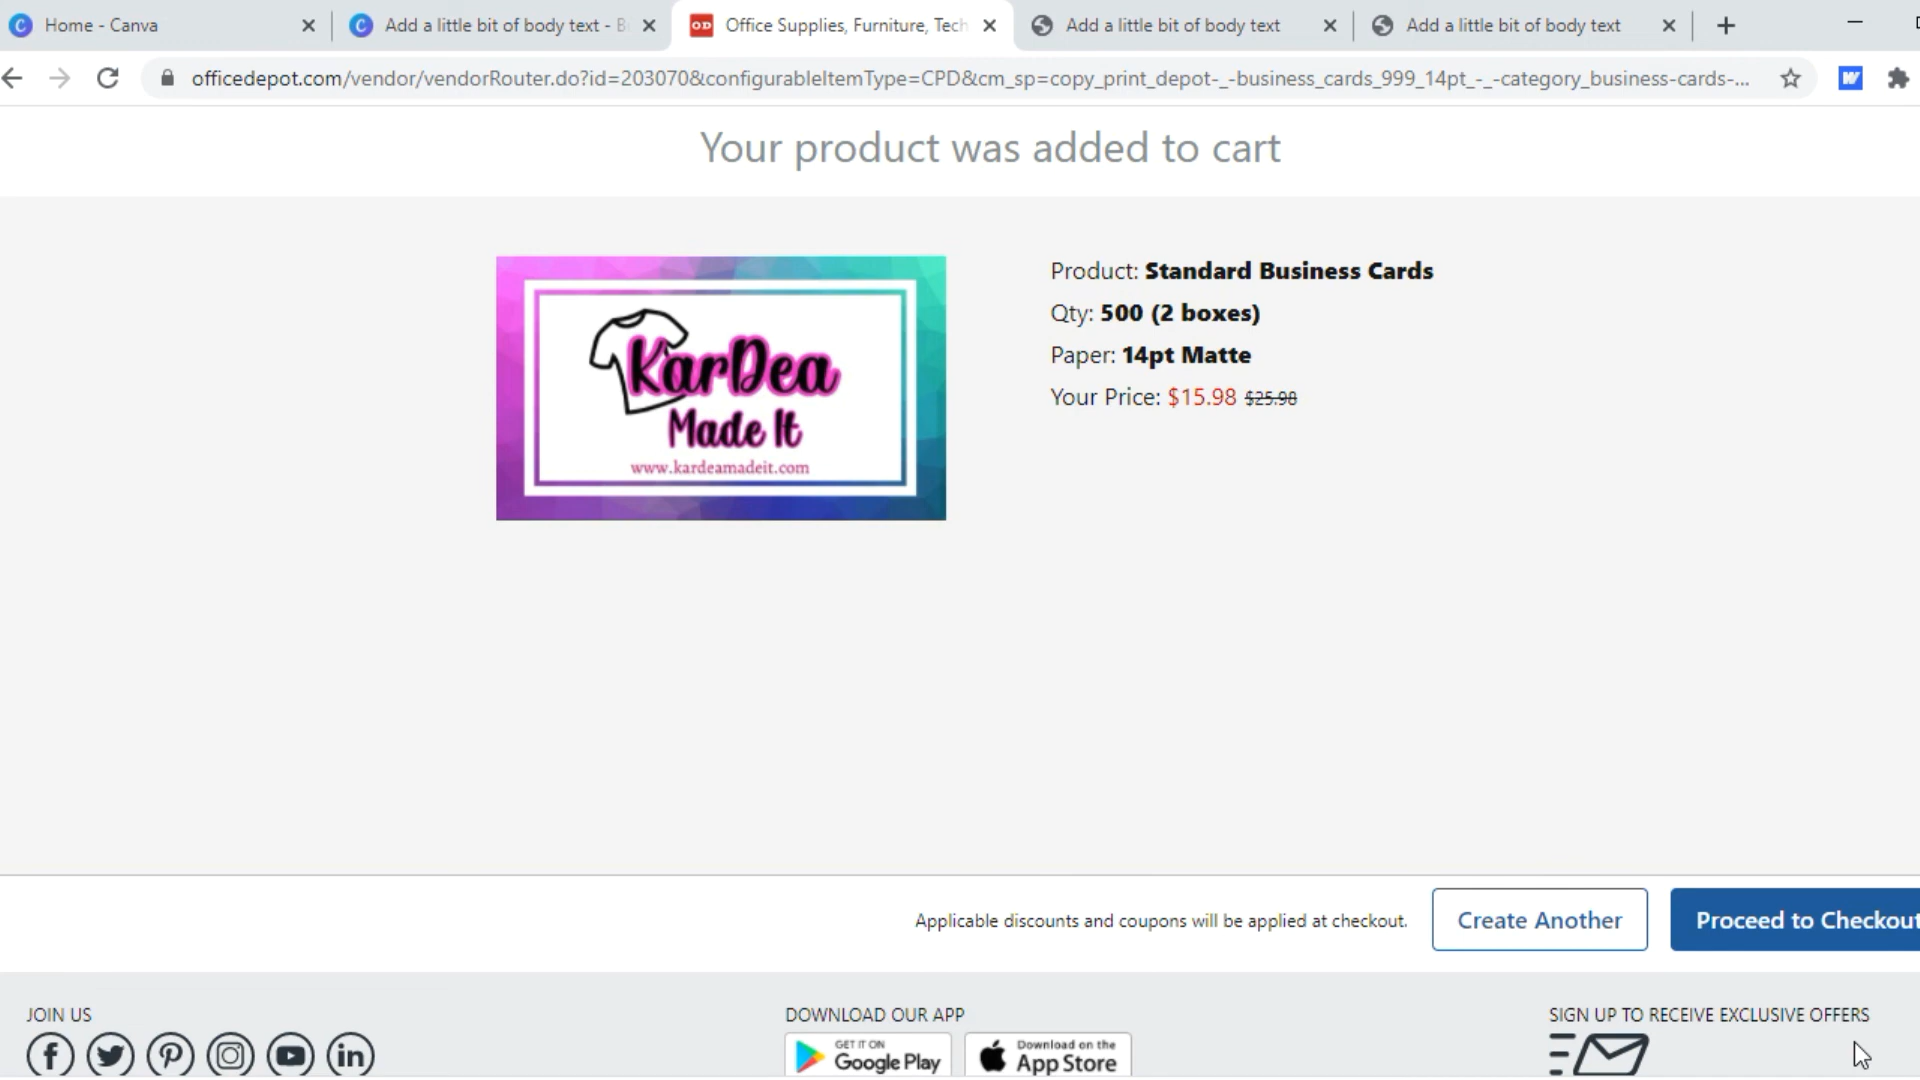 Home - Canva
Add a little bit of body text - B
Office Supplies, Furniture, Tech
Add a little bit of body text
Add a little bit of body text
officedepot.com/vendor/vendorRouter.do?id=203070&configurableItemType=CPD&cm_sp=copy_print_depot-_-business_cards_999_14pt_-_-category_business-cards-...
Your product was added to cart
KarDea
Made It
www.kardeamadeit.com
Product: Standard Business Cards
Qty: 500 (2 boxes)
Paper: 14pt Matte
Your Price: $15.98 $25.98
Applicable discounts and coupons will be applied at checkout.
Create Another
Proceed to Checkout
JOIN US
DOWNLOAD OUR APP
GET IT ON
Google Play
Download on the
App Store
SIGN UP TO RECEIVE EXCLUSIVE OFFERS